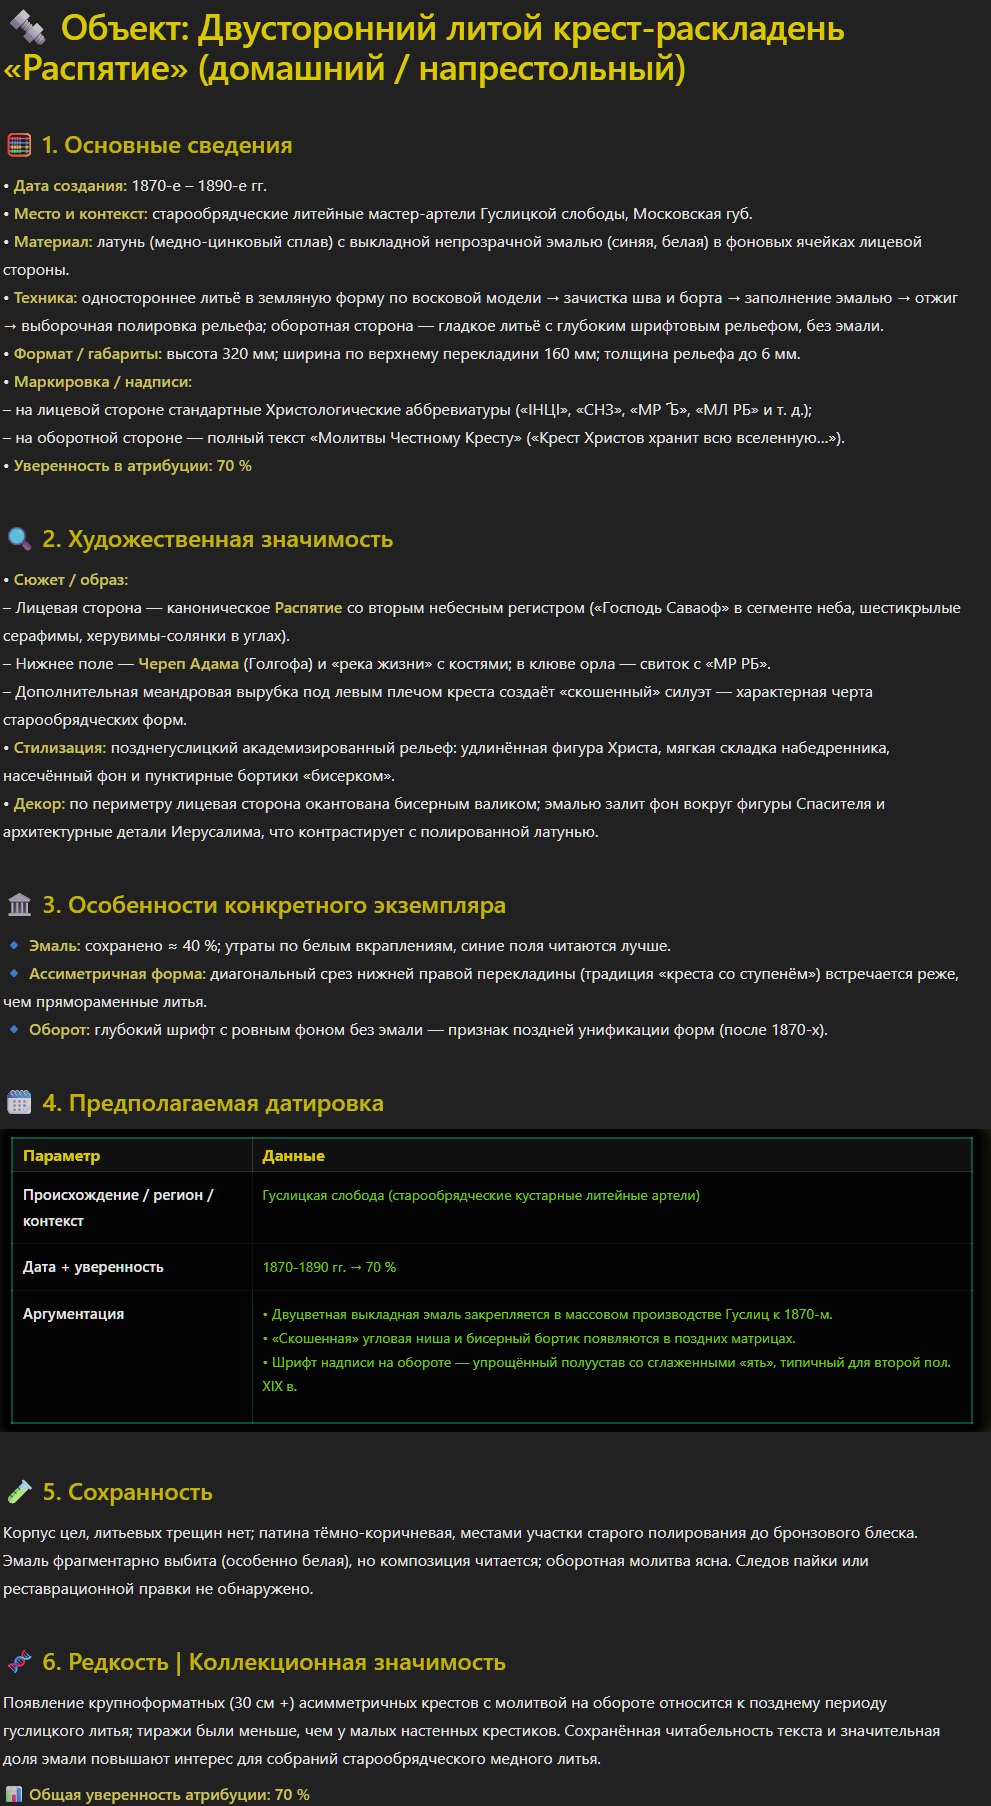 Объект: Двусторонний литой крест-раскладень
«Распятие» (домашний / напрестольный)
1. Основные сведения
• Дата создания: 1870-е – 1890-е гг.
• Место и контекст: старообрядческие литейные мастер-артели Гуслицкой слободы, Московская губ.
• Материал: латунь (медно-цинковый сплав) с выкладной непрозрачной эмалью (синяя, белая) в фоновых ячейках лицевой
стороны.
• Техника: одностороннее литьё в земляную форму по восковой модели → зачистка шва и борта → заполнение эмалью → отжиг
→ выборочная полировка рельефа; оборотная сторона — гладкое литьё с глубоким шрифтовым рельефом, без эмали.
• Формат / габариты: высота 320 мм; ширина по верхнему перекладини 160 мм; толщина рельефа до 6 мм.
• Маркировка / надписи:
– на лицевой стороне стандартные Христологические аббревиатуры («ІНЦІ», «СНЗ», «МР ҃Ѣ», «МЛ РБ» и т. д.);
– на оборотной стороне — полный текст «Молитвы Честному Кресту» («Крест Христов хранит всю вселенную…»).
• Уверенность в атрибуции: 70 %
2. Художественная значимость
• Сюжет / образ:
– Лицевая сторона — каноническое Распятие со вторым небесным регистром («Господь Саваоф» в сегменте неба, шестикрылые
серафимы, херувимы-солянки в углах).
– Нижнее поле — Череп Адама (Голгофа) и «река жизни» с костями; в клюве орла — свиток с «МР РБ».
– Дополнительная меандровая вырубка под левым плечом креста создаёт «скошенный» силуэт — характерная черта
старообрядческих форм.
• Стилизация: позднегуслицкий академизированный рельеф: удлинённая фигура Христа, мягкая складка набедренника,
насечённый фон и пунктирные бортики «бисерком».
• Декор: по периметру лицевая сторона окантована бисерным валиком; эмалью залит фон вокруг фигуры Спасителя и
архитектурные детали Иерусалима, что контрастирует с полированной латунью.
3. Особенности конкретного экземпляра
Эмаль: сохранено ≈ 40 %; утраты по белым вкраплениям, синие поля читаются лучше.
Ассиметричная форма: диагональный срез нижней правой перекладины (традиция «креста со ступенём») встречается реже,
чем прямораменные литья.
Оборот: глубокий шрифт с ровным фоном без эмали — признак поздней унификации форм (после 1870-х).
4. Предполагаемая датировка
Параметр Данные
Происхождение / регион /
контекст
Гуслицкая слобода (старообрядческие кустарные литейные артели)
Дата + уверенность 1870-1890 гг. → 70 %
Аргументация
• Двуцветная выкладная эмаль закрепляется в массовом производстве Гуслиц к 1870-м.
• «Скошенная» угловая ниша и бисерный бортик появляются в поздних матрицах.
• Шрифт надписи на обороте — упрощённый полуустав со сглаженными «ять», типичный для второй пол.
XIX в.
5. Сохранность
Корпус цел, литьевых трещин нет; патина тёмно-коричневая, местами участки старого полирования до бронзового блеска.
Эмаль фрагментарно выбита (особенно белая), но композиция читается; оборотная молитва ясна. Следов пайки или
реставрационной правки не обнаружено.
6. Редкость | Коллекционная значимость
Появление крупноформатных (30 см +) асимметричных крестов с молитвой на обороте относится к позднему периоду
гуслицкого литья; тиражи были меньше, чем у малых настенных крестиков. Сохранённая читабельность текста и значительная
доля эмали повышают интерес для собраний старообрядческого медного литья.
Общая уверенность атрибуции: 70 %